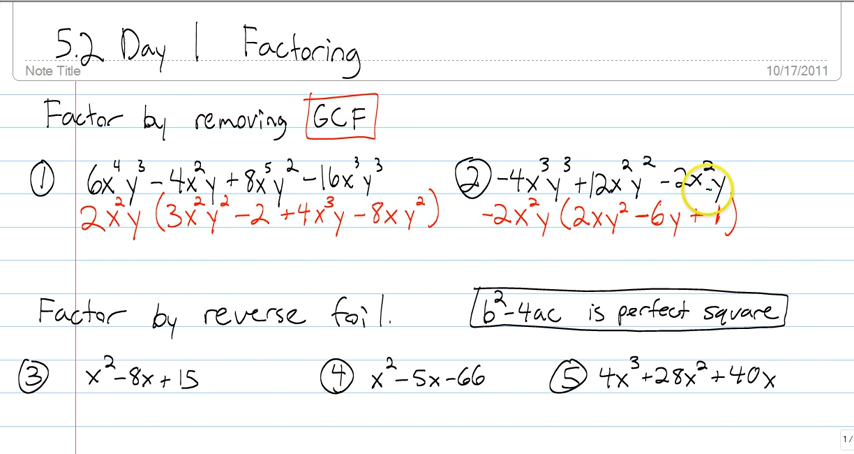 5.2 Day 1 Factoring
Note Title
10/17/2011
Factor by removing GCF
① 6x⁴y³ - 4x²y + 8x⁵y² - 16x³y³
2x²y (3x²y² - 2 + 4x³y - 8xy²)
② -4x³y³ + 12x²y² - 2x²y
-2x²y (2xy² - 6y + 1)
Factor by reverse foil.
b² - 4ac is perfect square
③ x² - 8x + 15
④ x² - 5x - 66
⑤ 4x³ + 28x² + 40x
1/